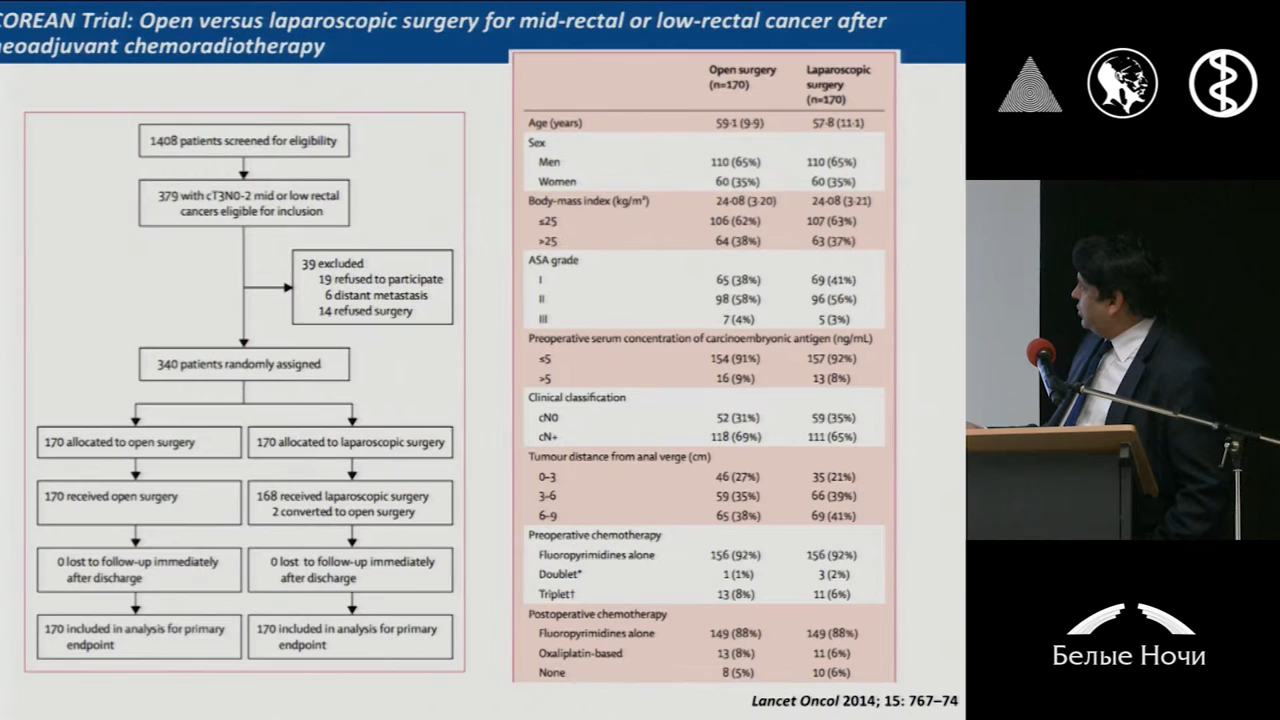 COREAN Trial: Open versus laparoscopic surgery for mid-rectal or low-rectal cancer after
neoadjuvant chemoradiotherapy
1408 patients screened for eligibility
379 with cT3N0-2 mid or low rectal
cancers eligible for inclusion
39 excluded
19 refused to participate
6 distant metastasis
14 refused surgery
340 patients randomly assigned
170 allocated to open surgery
170 allocated to laparoscopic surgery
170 received open surgery
168 received laparoscopic surgery
2 converted to open surgery
0 lost to follow-up immediately
after discharge
0 lost to follow-up immediately
after discharge
170 included in analysis for primary
endpoint
170 included in analysis for primary
endpoint
Open surgery
(n=170)
Laparoscopic
surgery
(n=170)
Age (years) 59·1 (9·9) 57·8 (11·1)
Sex
Men 110 (65%) 110 (65%)
Women 60 (35%) 60 (35%)
Body-mass index (kg/m²) 24·08 (3·20) 24·08 (3·21)
≤25 106 (62%) 107 (63%)
>25 64 (38%) 63 (37%)
ASA grade
I 65 (38%) 69 (41%)
II 98 (58%) 96 (56%)
III 7 (4%) 5 (3%)
Preoperative serum concentration of carcinoembryonic antigen (ng/mL)
≤5 154 (91%) 157 (92%)
>5 16 (9%) 13 (8%)
Clinical classification
cN0 52 (31%) 59 (35%)
cN+ 118 (69%) 111 (65%)
Tumour distance from anal verge (cm)
0–3 46 (27%) 35 (21%)
3–6 59 (35%) 66 (39%)
6–9 65 (38%) 69 (41%)
Preoperative chemotherapy
Fluoropyrimidines alone 156 (92%) 156 (92%)
Doublet* 1 (1%) 3 (2%)
Triplet† 13 (8%) 11 (6%)
Postoperative chemotherapy
Fluoropyrimidines alone 149 (88%) 149 (88%)
Oxaliplatin-based 13 (8%) 11 (6%)
None 8 (5%) 10 (6%)
Lancet Oncol 2014; 15: 767–74
Белые Ночи